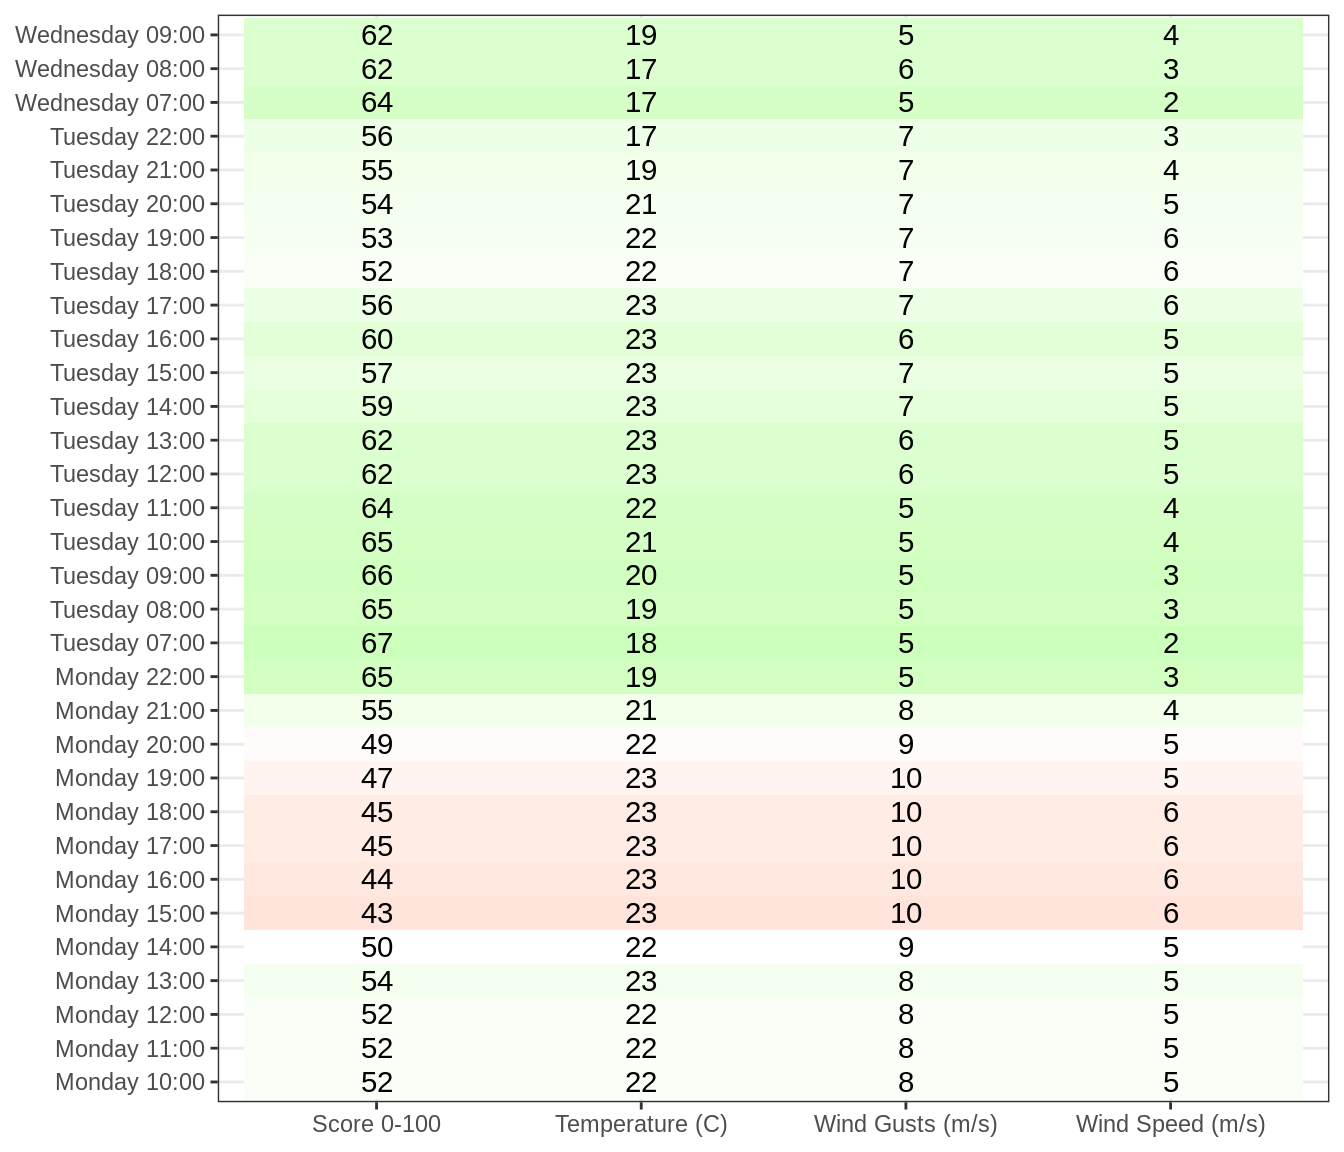 Wednesday 09:00 62 19 5 4
Wednesday 08:00 62 17 6 3
Wednesday 07:00 64 17 5 2
Tuesday 22:00 56 17 7 3
Tuesday 21:00 55 19 7 4
Tuesday 20:00 54 21 7 5
Tuesday 19:00 53 22 7 6
Tuesday 18:00 52 22 7 6
Tuesday 17:00 56 23 7 6
Tuesday 16:00 60 23 6 5
Tuesday 15:00 57 23 7 5
Tuesday 14:00 59 23 7 5
Tuesday 13:00 62 23 6 5
Tuesday 12:00 62 23 6 5
Tuesday 11:00 64 22 5 4
Tuesday 10:00 65 21 5 4
Tuesday 09:00 66 20 5 3
Tuesday 08:00 65 19 5 3
Tuesday 07:00 67 18 5 2
Monday 22:00 65 19 5 3
Monday 21:00 55 21 8 4
Monday 20:00 49 22 9 5
Monday 19:00 47 23 10 5
Monday 18:00 45 23 10 6
Monday 17:00 45 23 10 6
Monday 16:00 44 23 10 6
Monday 15:00 43 23 10 6
Monday 14:00 50 22 9 5
Monday 13:00 54 23 8 5
Monday 12:00 52 22 8 5
Monday 11:00 52 22 8 5
Monday 10:00 52 22 8 5
Score 0-100 Temperature (C) Wind Gusts (m/s) Wind Speed (m/s)